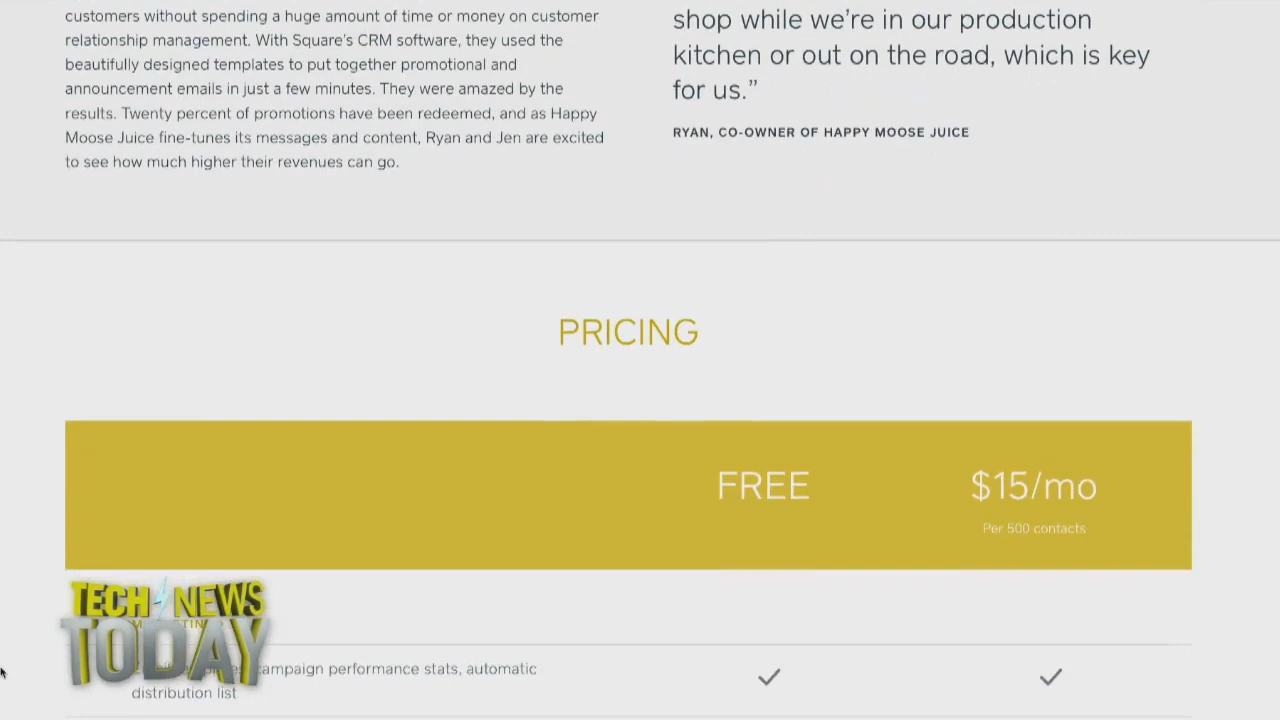 customers without spending a huge amount of time or money on customer
relationship management. With Square's CRM software, they used the
beautifully designed templates to put together promotional and
announcement emails in just a few minutes. They were amazed by the
results. Twenty percent of promotions have been redeemed, and as Happy
Moose Juice fine-tunes its messages and content, Ryan and Jen are excited
to see how much higher their revenues can go.
shop while we're in our production
kitchen or out on the road, which is key
for us.”
RYAN, CO-OWNER OF HAPPY MOOSE JUICE
PRICING
FREE
$15/mo
Per 500 contacts
TECH NEWS
TODAY
campaign performance stats, automatic
distribution list